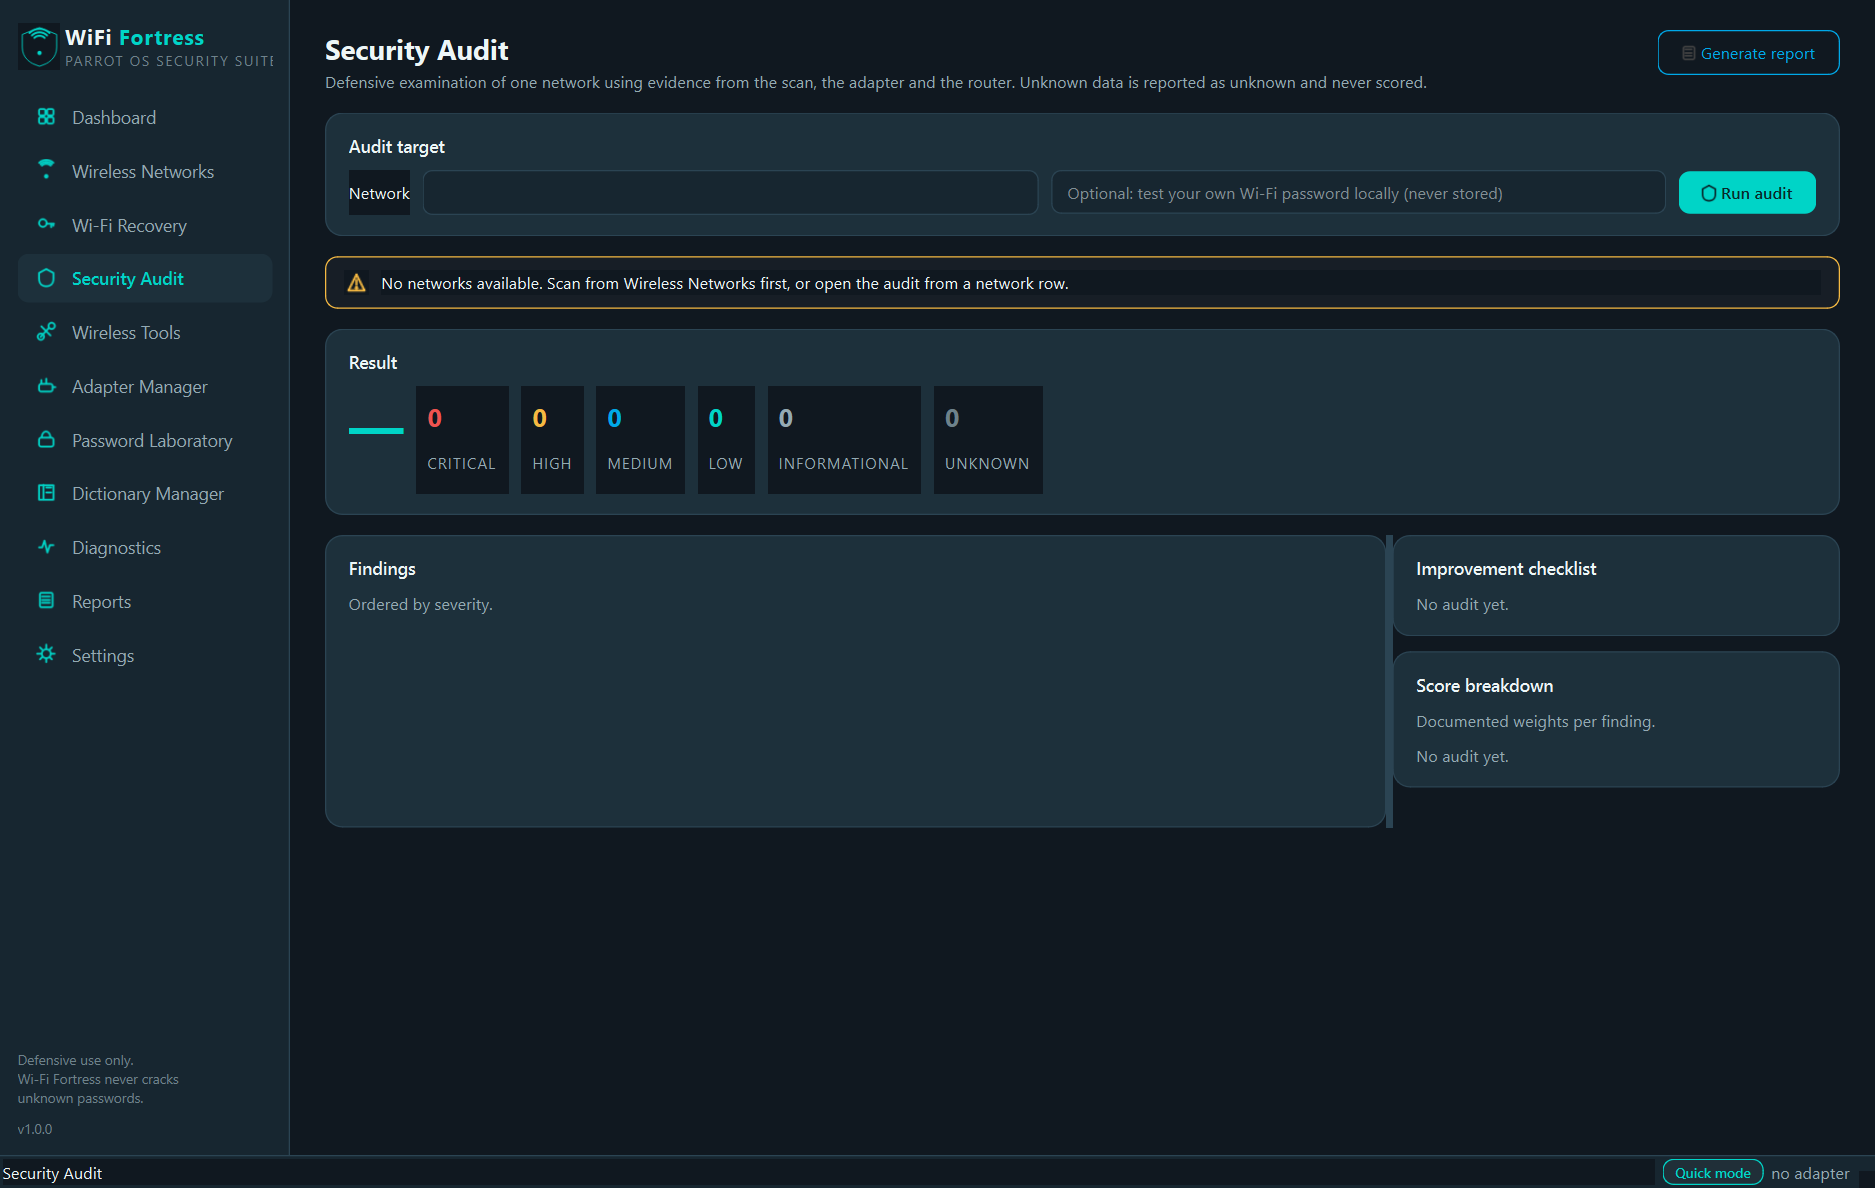 WiFi Fortress
PARROT OS SECURITY SUITE
Dashboard
Wireless Networks
Wi-Fi Recovery
Security Audit
Wireless Tools
Adapter Manager
Password Laboratory
Dictionary Manager
Diagnostics
Reports
Settings
Defensive use only.
Wi-Fi Fortress never cracks
unknown passwords.
v1.0.0
Security Audit
Generate report
Defensive examination of one network using evidence from the scan, the adapter and the router. Unknown data is reported as unknown and never scored.
Audit target
Network
Optional: test your own Wi-Fi password locally (never stored)
Run audit
No networks available. Scan from Wireless Networks first, or open the audit from a network row.
Result
0 0 0 0 0 0
CRITICAL HIGH MEDIUM LOW INFORMATIONAL UNKNOWN
Findings
Ordered by severity.
Improvement checklist
No audit yet.
Score breakdown
Documented weights per finding.
No audit yet.
Security Audit
Quick mode no adapter